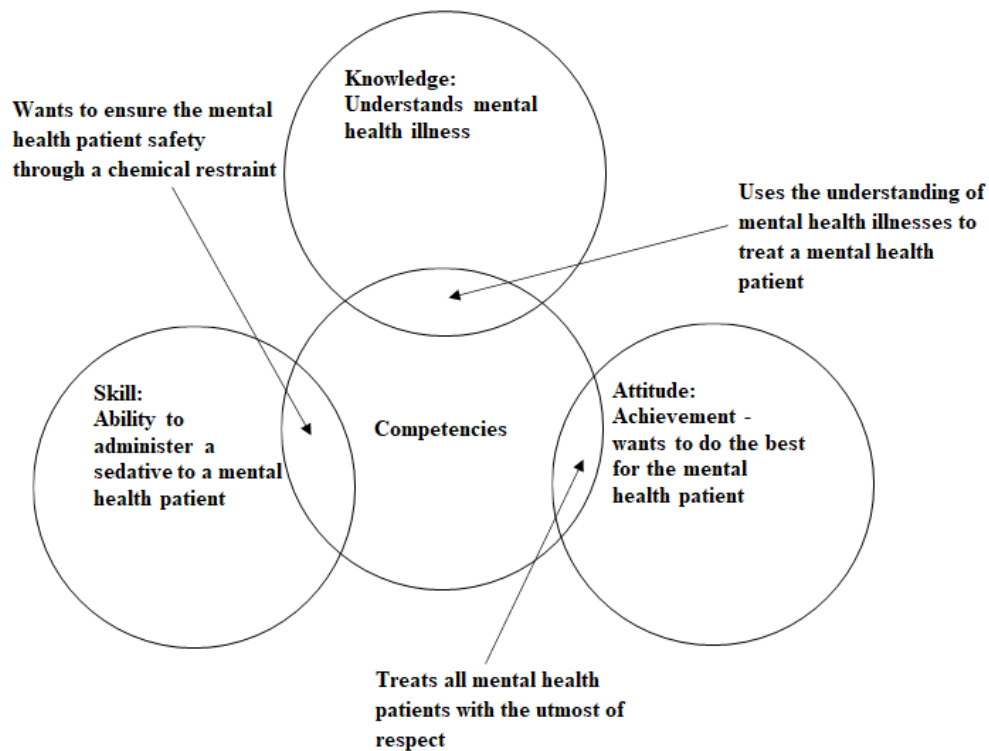 Knowledge:
Understands mental
health illness
Wants to ensure the mental
health patient safety
through a chemical restraint
Uses the understanding of
mental health illnesses to
treat a mental health
patient
Skill:
Ability to
administer a
sedative to a mental
health patient
Competencies
Attitude:
Achievement -
wants to do the best
for the mental
health patient
Treats all mental health
patients with the utmost of
respect